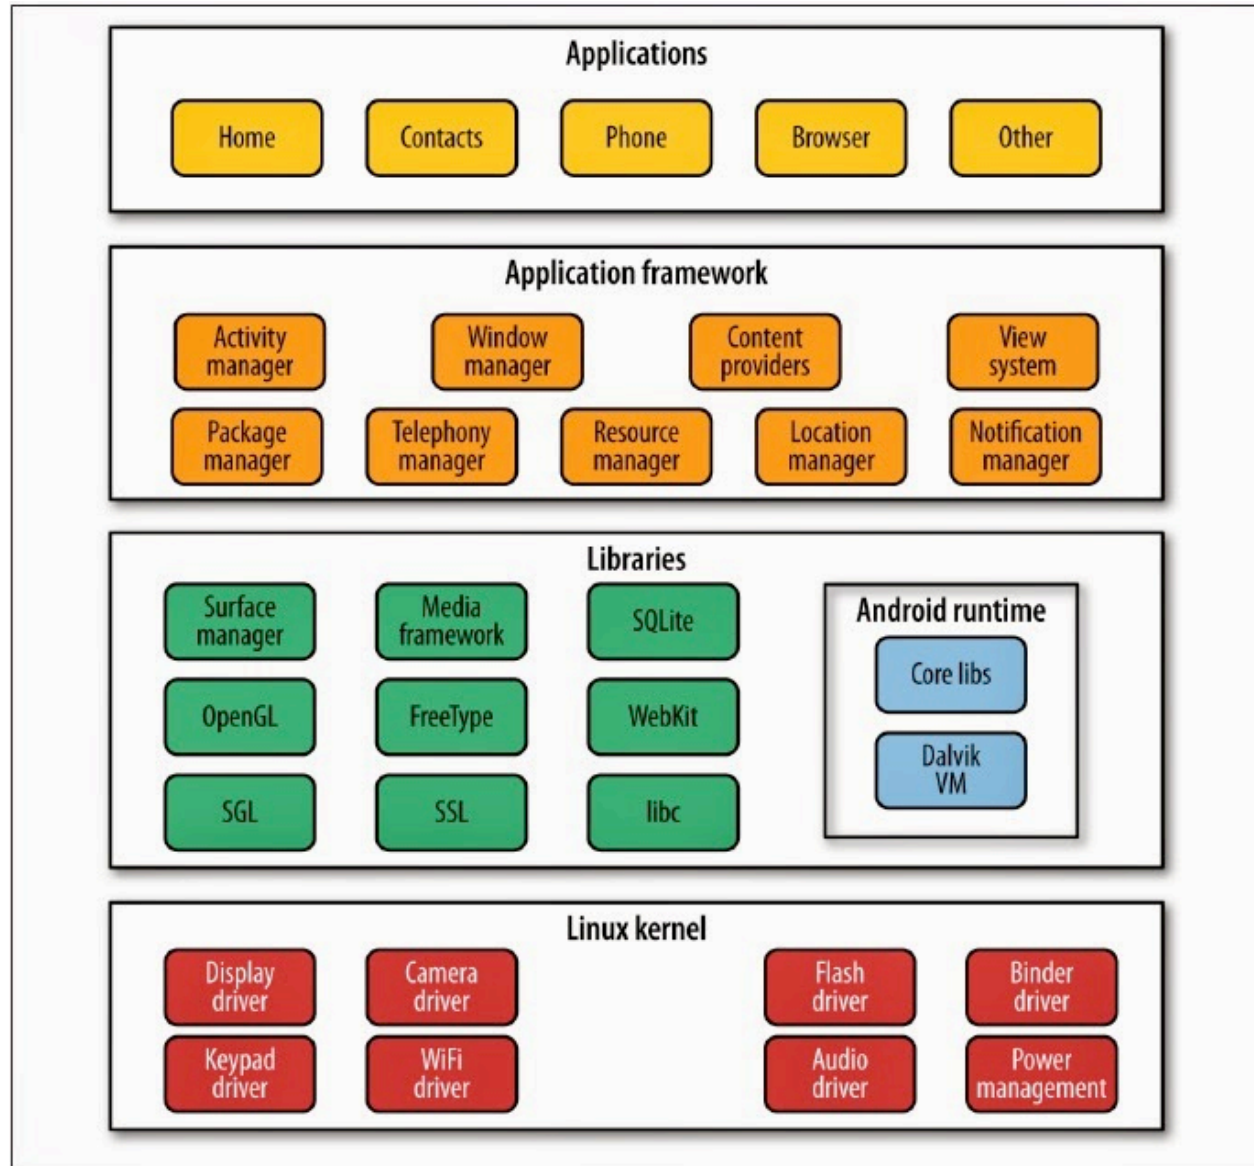 Applications
Home
Contacts
Phone
Browser
Other
Application framework
Activity
manager
Window
manager
Content
providers
View
system
Package
manager
Telephony
manager
Resource
manager
Location
manager
Notification
manager
Libraries
Surface
manager
Media
framework
SQLite
OpenGL
FreeType
WebKit
SGL
SSL
libc
Android runtime
Core libs
Dalvik
VM
Linux kernel
Display
driver
Camera
driver
Flash
driver
Binder
driver
Keypad
driver
WiFi
driver
Audio
driver
Power
management